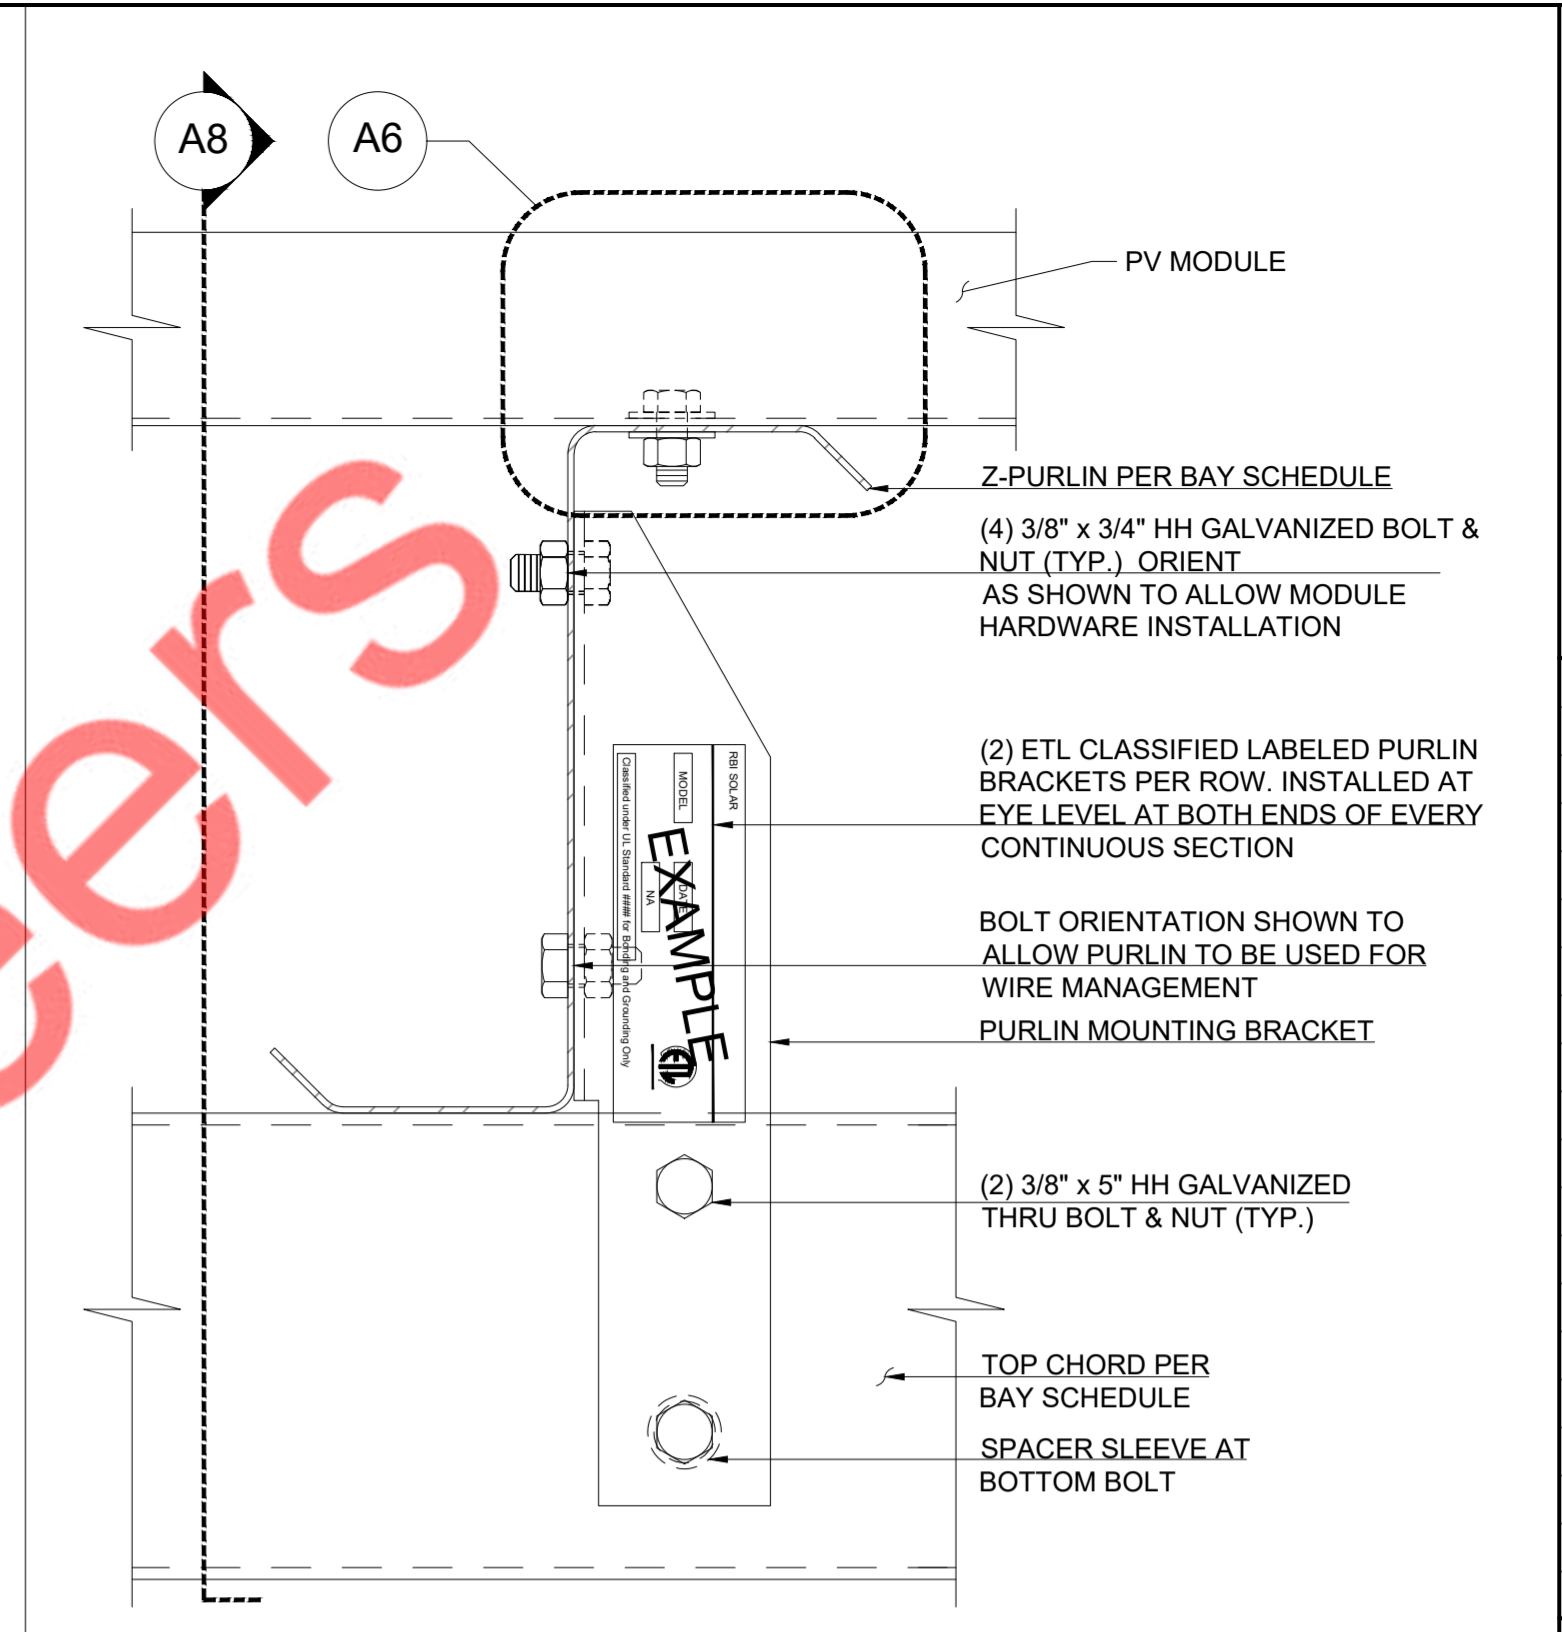 A8
A6
PV MODULE
Z-PURLIN PER BAY SCHEDULE
(4) 3/8" x 3/4" HH GALVANIZED BOLT &
NUT (TYP.) ORIENT
AS SHOWN TO ALLOW MODULE
HARDWARE INSTALLATION
(2) ETL CLASSIFIED LABELED PURLIN
BRACKETS PER ROW. INSTALLED AT
EYE LEVEL AT BOTH ENDS OF EVERY
CONTINUOUS SECTION
BOLT ORIENTATION SHOWN TO
ALLOW PURLIN TO BE USED FOR
WIRE MANAGEMENT
PURLIN MOUNTING BRACKET
(2) 3/8" x 5" HH GALVANIZED
THRU BOLT & NUT (TYP.)
TOP CHORD PER
BAY SCHEDULE
SPACER SLEEVE AT
BOTTOM BOLT
RBI SOLAR
MODEL
DATE
NA
Classified under UL Standard #### for Bonding and Grounding Only
EXAMPLE
ETL
eers